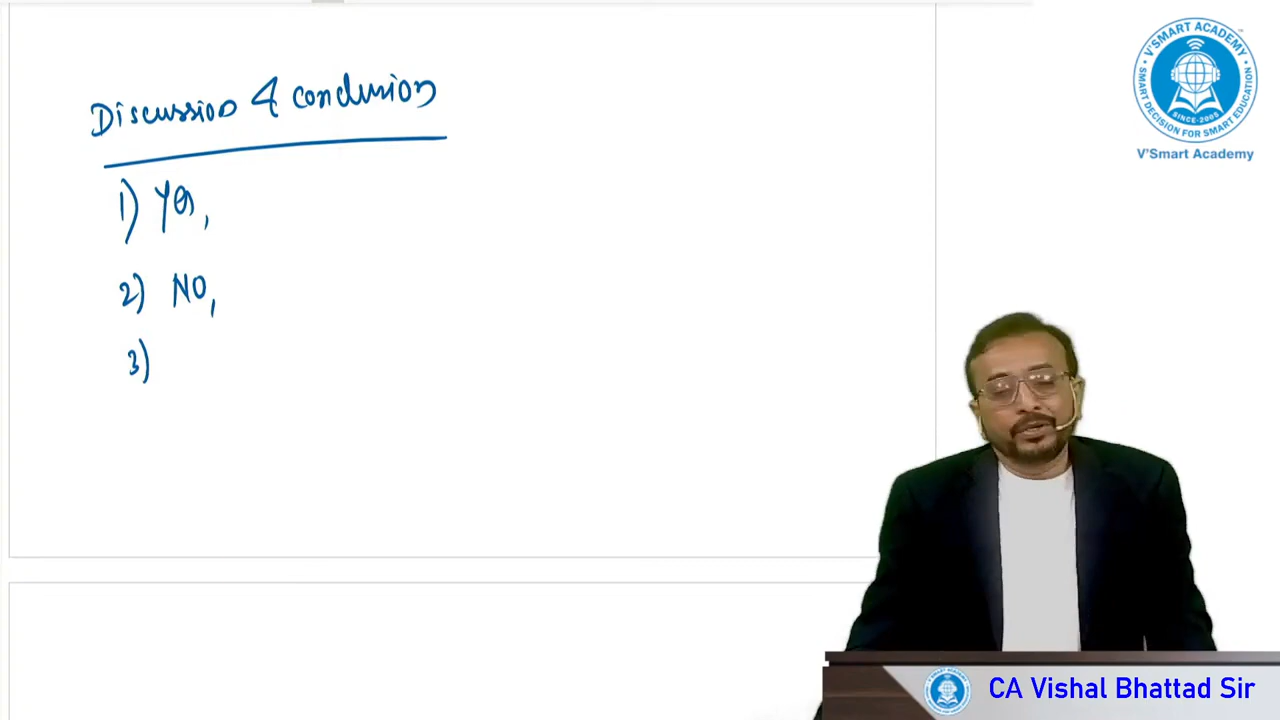 Discussion & conclusion
1) Yes,
2) NO,
3)
V'SMART ACADEMY
SMART DECISION FOR SMART EDUCATION
SINCE-2005
V'Smart Academy
CA Vishal Bhattad Sir